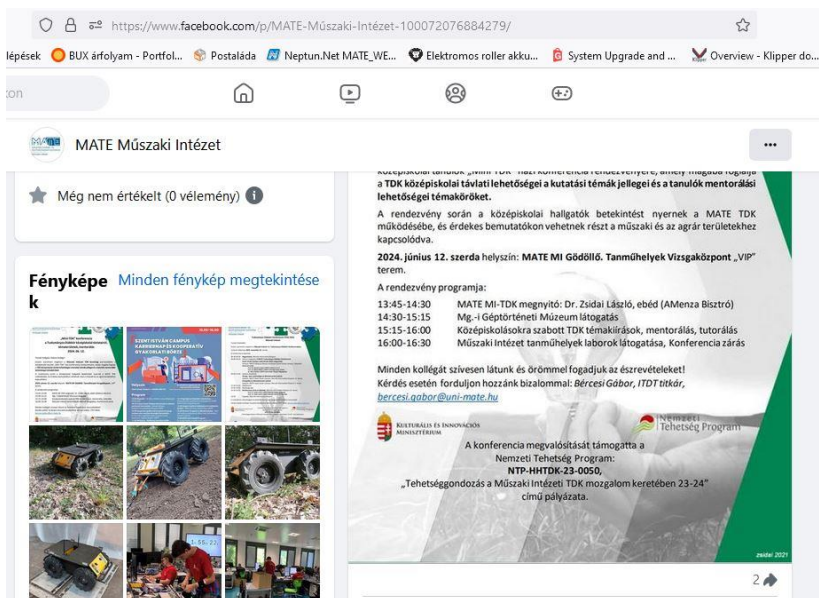 https://www.facebook.com/p/MATE-Műszaki-Intézet-100072076884279/
lépések BUX árfolyam - Portfol... Postaláda Neptun.Net MATE_WE... Elektromos roller akku... System Upgrade and ... Overview - Klipper do...
MATE Műszaki Intézet
Még nem értékelt (0 vélemény)
Fényképe
k
Minden fénykép megtekintése
SZENT ISTVÁN CAMPUS
KARRIERNAP ÉS KOOPERATÍV
GYAKORLATI BÖRZE
középiskolai tanulók „Mini TDK" házi konferencia rendezvényére, amely magába foglalja
a TDK középiskolai távlati lehetőségei a kutatási témák jellegei és a tanulók mentorálási
lehetőségei témaköröket.
A rendezvény során a középiskolai hallgatók betekintést nyernek a MATE TDK
működésébe, és érdekes bemutatókon vehetnek részt a műszaki és az agrár területekhez
kapcsolódva.
2024. június 12. szerda helyszín: MATE MI Gödöllő. Tanműhelyek Vizsgaközpont „VIP"
terem.
A rendezvény programja:
13:45-14:30 MATE MI-TDK megnyitó: Dr. Zsidai László, ebéd (AMenza Bisztró)
14:30-15:15 Mg.-i Géptörténeti Múzeum látogatás
15:15-16:00 Középiskolásokra szabott TDK témakiírások, mentorálás, tutorálás
16:00-16:30 Műszaki Intézet tanműhelyek laborok látogatása, Konferencia zárás
Minden kollégát szívesen látunk és örömmel fogadjuk az észrevételeket!
Kérdés esetén forduljon hozzánk bizalommal: Bércesi Gábor, ITDT titkár,
bercesi.gabor@uni-mate.hu
Kulturális és Innovációs
Minisztérium
Nemzeti
Tehetség Program
A konferencia megvalósítását támogatta a
Nemzeti Tehetség Program:
NTP-HHTDK-23-0050,
„Tehetséggondozás a Műszaki Intézeti TDK mozgalom keretében 23-24"
című pályázata.
zsidai 2021
2